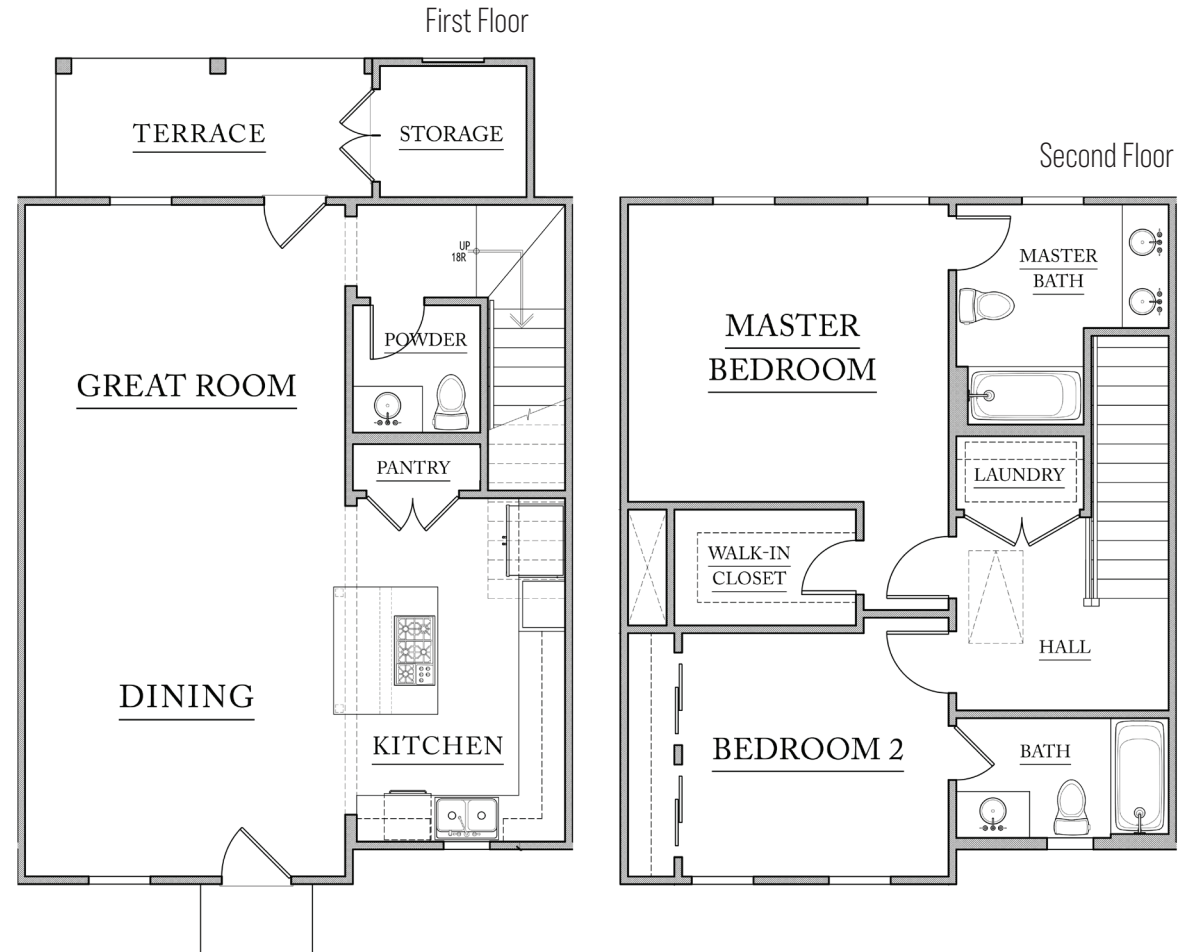 First Floor
TERRACE
STORAGE
UP
18R
POWDER
GREAT ROOM
PANTRY
DINING
KITCHEN
Second Floor
MASTER
BATH
MASTER
BEDROOM
LAUNDRY
WALK-IN
CLOSET
HALL
BEDROOM 2
BATH